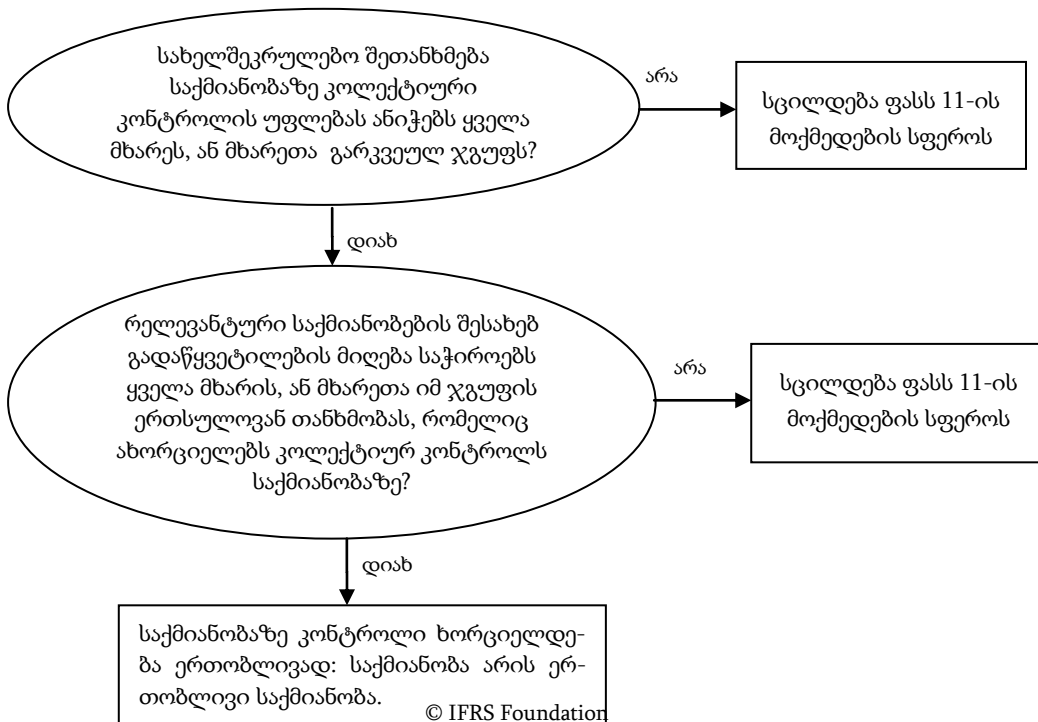 სახელშეკრულებო შეთანხმება
საქმიანობაზე კოლექტიური
კონტროლის უფლებას ანიჭებს ყველა
მხარეს, ან მხარეთა გარკვეულ ჯგუფს?
არა
სცილდება ფასს 11-ის
მოქმედების სფეროს
დიახ
რელევანტური საქმიანობების შესახებ
გადაწყვეტილების მიღება საჭიროებს
ყველა მხარის, ან მხარეთა იმ ჯგუფის
ერთსულოვან თანხმობას, რომელიც
ახორციელებს კოლექტიურ კონტროლს
საქმიანობაზე?
არა
სცილდება ფასს 11-ის
მოქმედების სფეროს
დიახ
საქმიანობაზე კონტროლი ხორციელდე-
ბა ერთობლივად: საქმიანობა არის ერ-
თობლივი საქმიანობა.
© IFRS Foundation